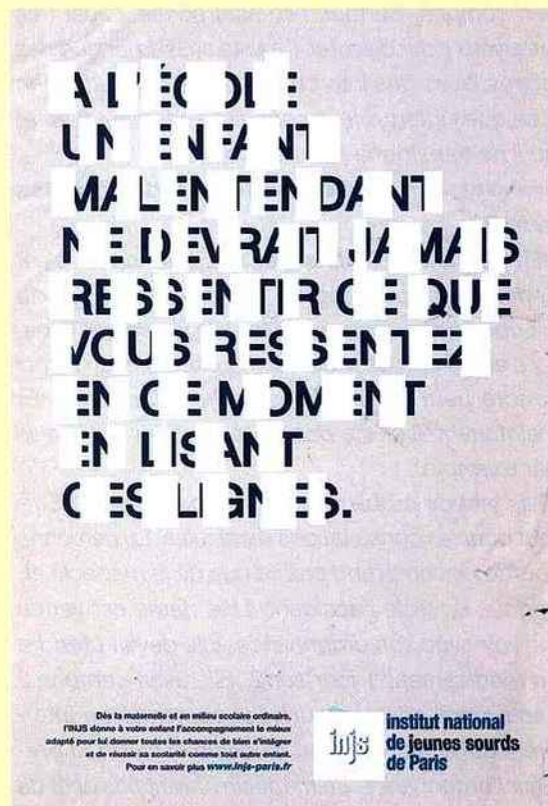 A L'ÉCOLE
UN ENFANT
MALENTENDANT
NE DEVRAIT JAMAIS
RESSENTIR CE QUE
VOUS RESSENTEZ
EN CE MOMENT
EN LISANT
CES LIGNES.
Dès la maternelle et en milieu scolaire ordinaire,
l'INJS donne à votre enfant l'accompagnement le mieux
adapté pour lui donner toutes les chances de bien s'intégrer
et de réussir sa scolarité comme tout autre enfant.
Pour en savoir plus www.injs-paris.fr
injs
institut national
de jeunes sourds
de Paris